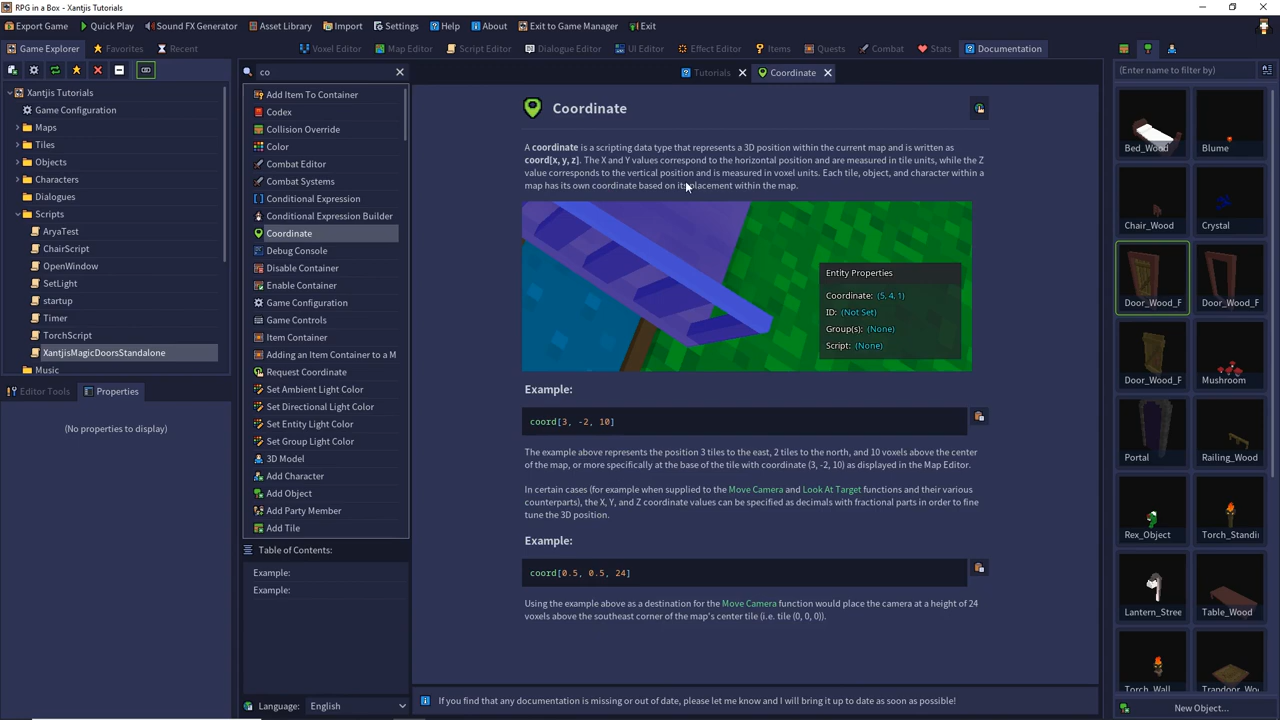 RPG in a Box - Xantjis Tutorials
Export Game Quick Play Sound FX Generator Asset Library Import Settings Help About Exit to Game Manager Exit
Game Explorer Favorites Recent Voxel Editor Map Editor Script Editor Dialogue Editor UI Editor Effect Editor Items Quests Combat Stats Documentation
co
Tutorials Coordinate
(Enter name to filter by)
Xantjis Tutorials
Game Configuration
Maps
Tiles
Objects
Characters
Dialogues
Scripts
AryaTest
ChairScript
OpenWindow
SetLight
startup
Timer
TorchScript
XantjisMagicDoorsStandalone
Music
Editor Tools Properties
(No properties to display)
Add Item To Container
Codex
Collision Override
Color
Combat Editor
Combat Systems
Conditional Expression
Conditional Expression Builder
Coordinate
Debug Console
Disable Container
Enable Container
Game Configuration
Game Controls
Item Container
Adding an Item Container to a M
Request Coordinate
Set Ambient Light Color
Set Directional Light Color
Set Entity Light Color
Set Group Light Color
3D Model
Add Character
Add Object
Add Party Member
Add Tile
Table of Contents:
Example:
Example:
Language: English
Coordinate
A coordinate is a scripting data type that represents a 3D position within the current map and is written as
coord[x, y, z]. The X and Y values correspond to the horizontal position and are measured in tile units, while the Z
value corresponds to the vertical position and is measured in voxel units. Each tile, object, and character within a
map has its own coordinate based on its placement within the map.
Entity Properties
Coordinate: (5, 4, 1)
ID: (Not Set)
Group(s): (None)
Script: (None)
Example:
coord[3, -2, 10]
The example above represents the position 3 tiles to the east, 2 tiles to the north, and 10 voxels above the center
of the map, or more specifically at the base of the tile with coordinate (3, -2, 10) as displayed in the Map Editor.
In certain cases (for example when supplied to the Move Camera and Look At Target functions and their various
counterparts), the X, Y, and Z coordinate values can be specified as decimals with fractional parts in order to fine
tune the 3D position.
Example:
coord[0.5, 0.5, 24]
Using the example above as a destination for the Move Camera function would place the camera at a height of 24
voxels above the southeast corner of the map's center tile (i.e. tile (0, 0, 0)).
If you find that any documentation is missing or out of date, please let me know and I will bring it up to date as soon as possible!
Bed_Wood Blume
Chair_Wood Crystal
Door_Wood_F Door_Wood_F
Door_Wood_F Mushroom
Portal Railing_Wood
Rex_Object Torch_Standi
Lantern_Stree Table_Wood
Torch_Wall Trapdoor_Wo
New Object...